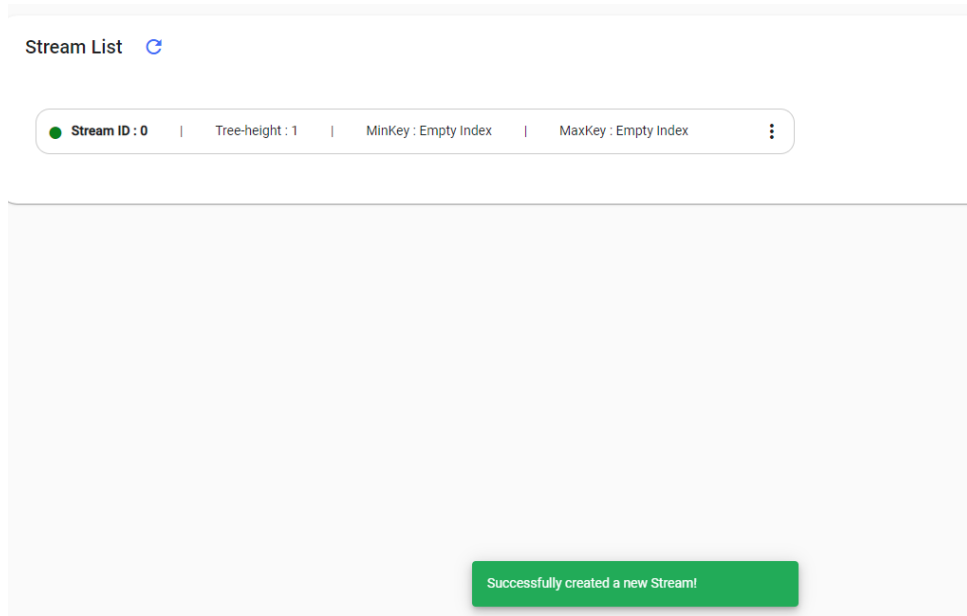 Stream List
Stream ID : 0 | Tree-height : 1 | MinKey : Empty Index | MaxKey : Empty Index
Successfully created a new Stream!